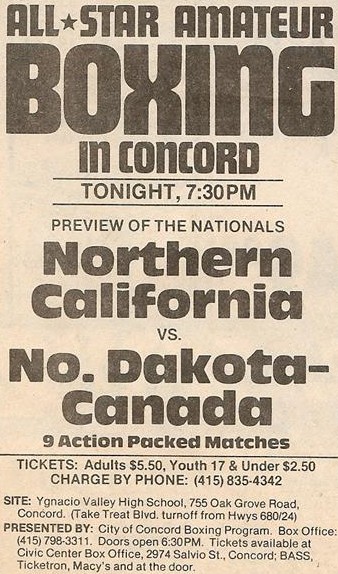 ALL★STAR AMATEUR
BOXING
IN CONCORD
TONIGHT, 7:30PM
PREVIEW OF THE NATIONALS
Northern
California
VS.
No. Dakota-
Canada
9 Action Packed Matches
TICKETS: Adults $5.50, Youth 17 & Under $2.50
CHARGE BY PHONE: (415) 835-4342
SITE: Ygnacio Valley High School, 755 Oak Grove Road,
Concord. (Take Treat Blvd. turnoff from Hwys 680/24)
PRESENTED BY: City of Concord Boxing Program. Box Office:
(415) 798-3311. Doors open 6:30PM. Tickets available at
Civic Center Box Office, 2974 Salvio St., Concord; BASS,
Ticketron, Macy's and at the door.